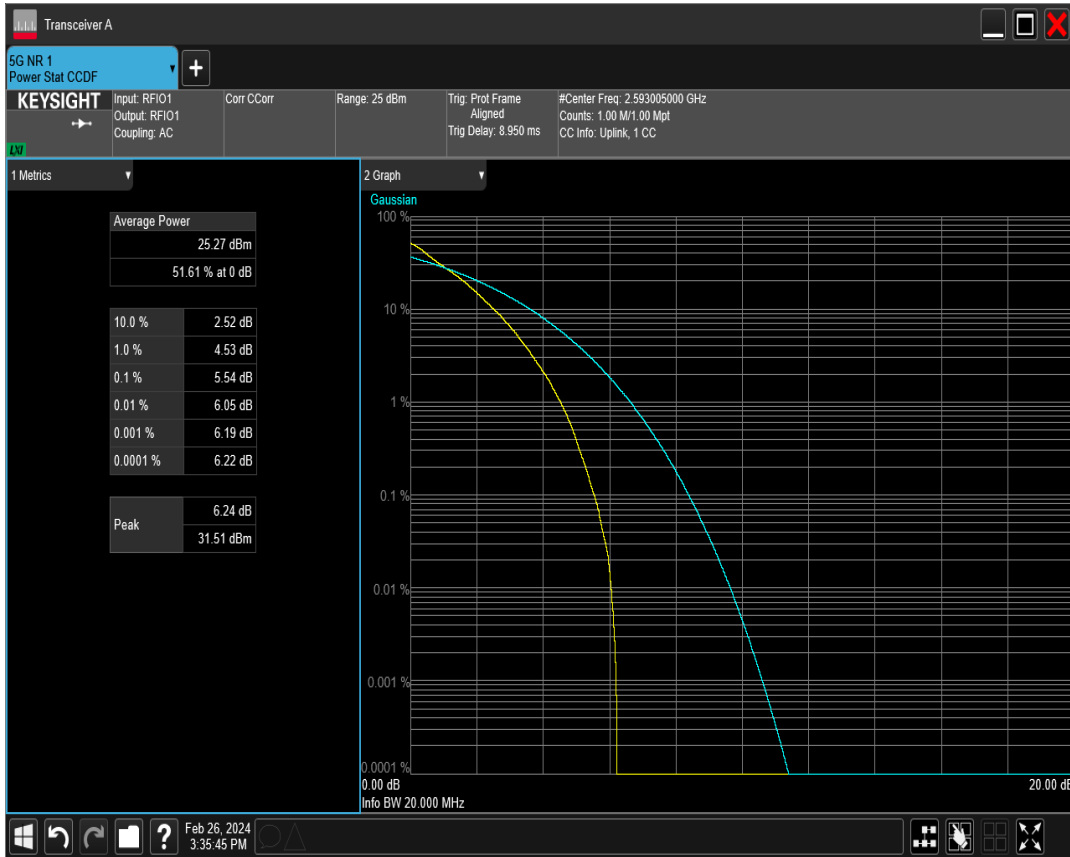 Transceiver A
5G NR 1
Power Stat CCDF
+
KEYSIGHT
LXI
Input: RFIO1
Output: RFIO1
Coupling: AC
Corr CCorr
Range: 25 dBm
Trig: Prot Frame
Aligned
Trig Delay: 8.950 ms
#Center Freq: 2.593005000 GHz
Counts: 1.00 M/1.00 Mpt
CC Info: Uplink, 1 CC
1 Metrics
Average Power
25.27 dBm
51.61 % at 0 dB
10.0 % 2.52 dB
1.0 % 4.53 dB
0.1 % 5.54 dB
0.01 % 6.05 dB
0.001 % 6.19 dB
0.0001 % 6.22 dB
Peak
6.24 dB
31.51 dBm
2 Graph
Gaussian
100 %
10 %
1 %
0.1 %
0.01 %
0.001 %
0.0001 %
0.00 dB
20.00 dB
Info BW 20.000 MHz
?
Feb 26, 2024
3:35:45 PM